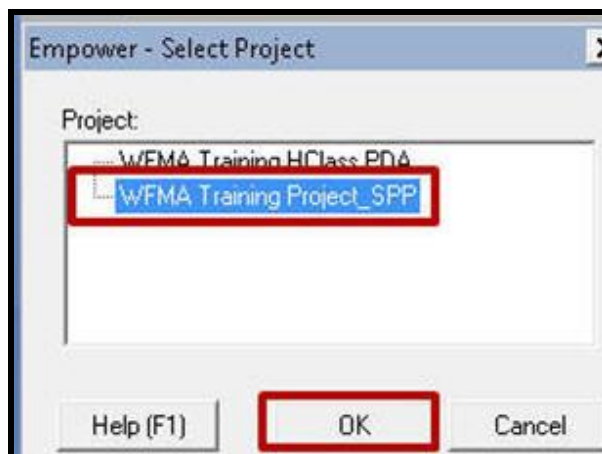 Empower - Select Project
Project:
WFMA Training HClass PDA
WFMA Training Project_SPP
Help (F1) OK Cancel